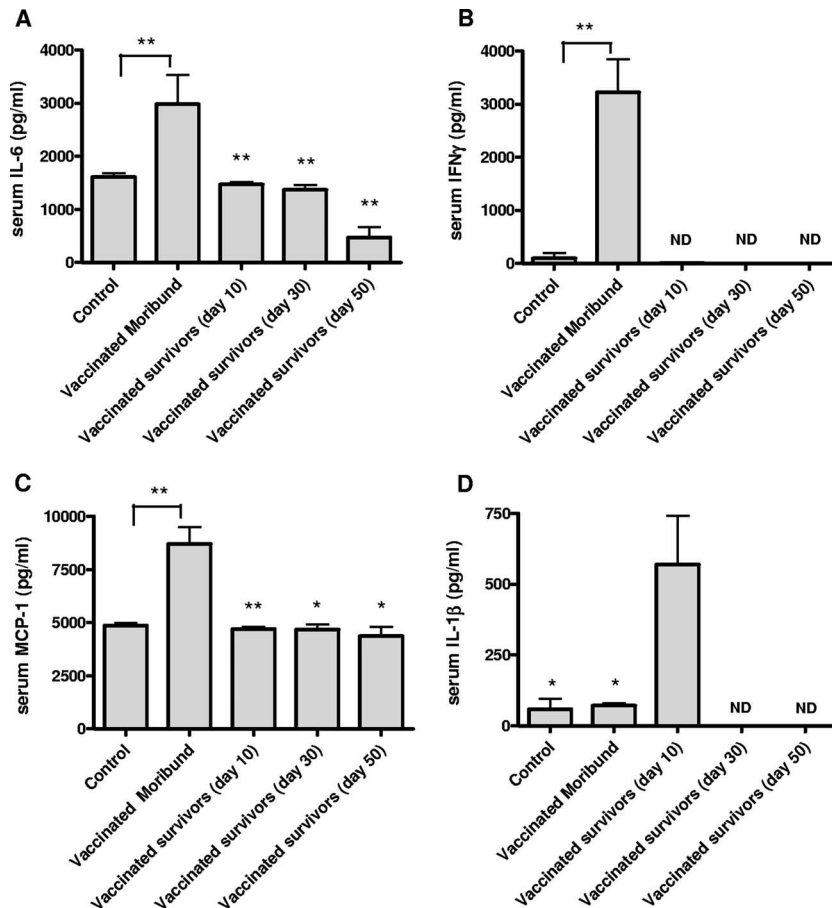 A
**
4000
3000
2000
1000
0
serum IL-6 (pg/ml)
**
**
**
Control
Vaccinated Moribund
Vaccinated survivors (day 10)
Vaccinated survivors (day 30)
Vaccinated survivors (day 50)
B
**
4000
3000
2000
1000
0
serum IFNγ (pg/ml)
ND
ND
ND
Control
Vaccinated Moribund
Vaccinated survivors (day 10)
Vaccinated survivors (day 30)
Vaccinated survivors (day 50)
C
**
10000
7500
5000
2500
0
serum MCP-1 (pg/ml)
**
*
*
Control
Vaccinated Moribund
Vaccinated survivors (day 10)
Vaccinated survivors (day 30)
Vaccinated survivors (day 50)
D
750
500
250
0
serum IL-1β (pg/ml)
*
*
ND
ND
Control
Vaccinated Moribund
Vaccinated survivors (day 10)
Vaccinated survivors (day 30)
Vaccinated survivors (day 50)